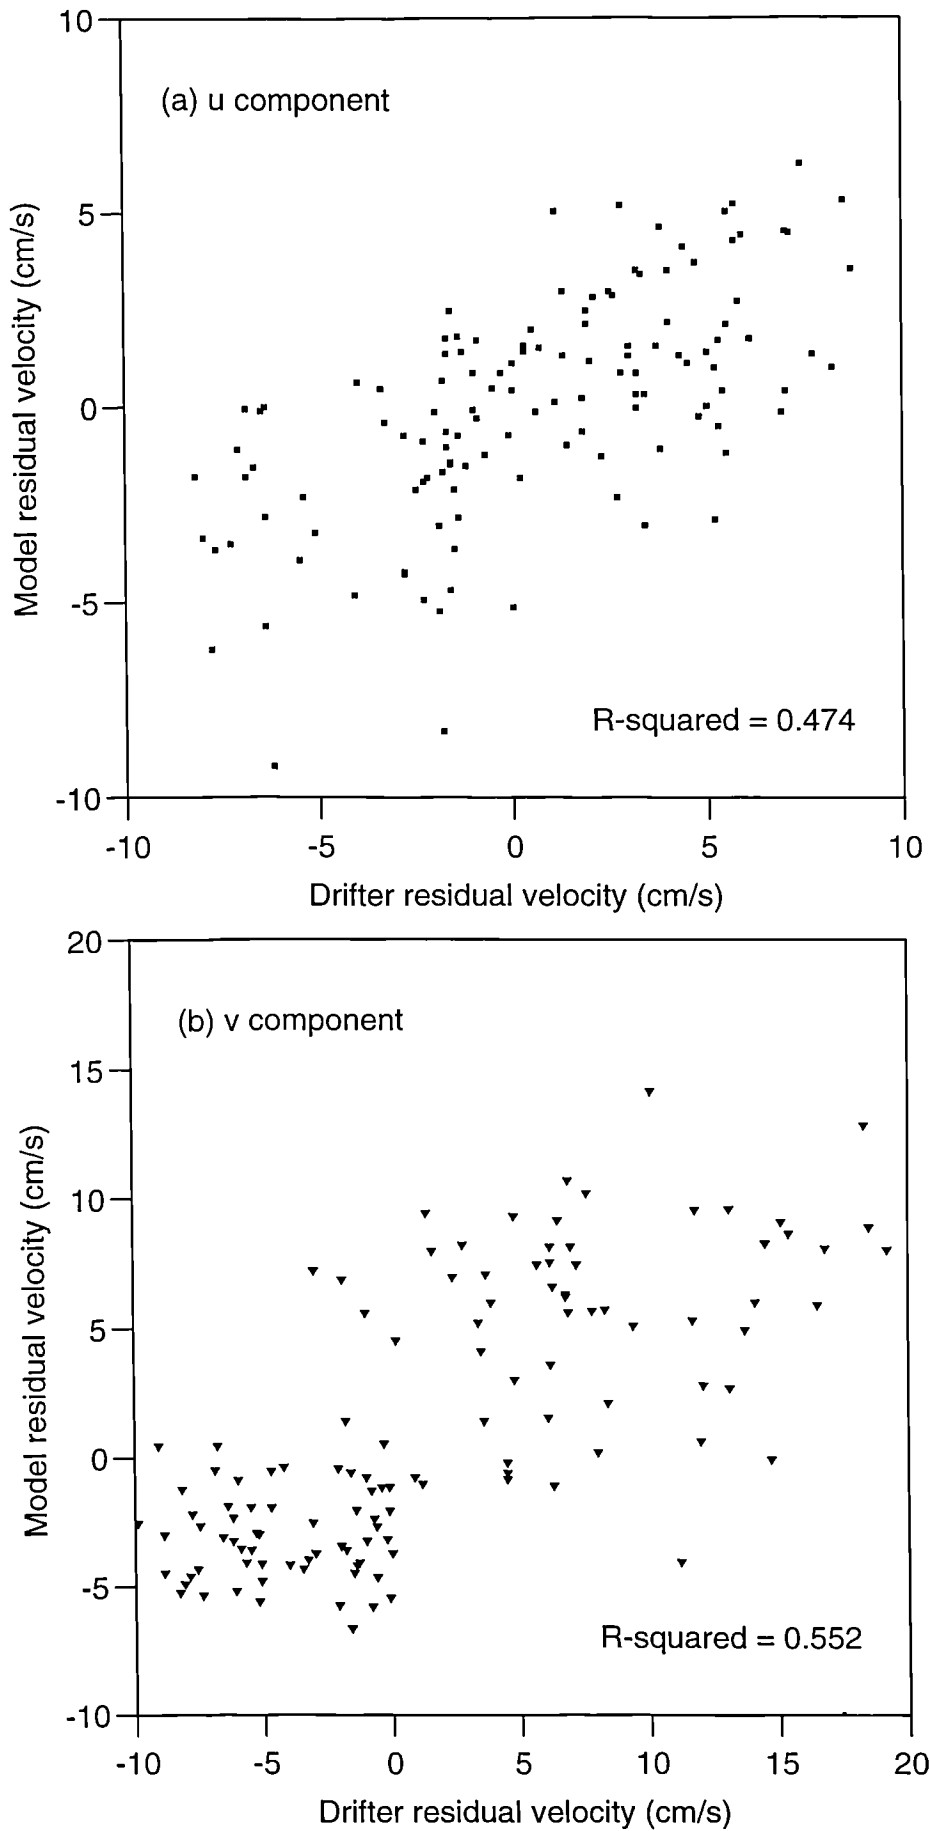 10
(a) u component
5
Model residual velocity (cm/s)
0
-5
R-squared = 0.474
-10
-10 -5 0 5 10
Drifter residual velocity (cm/s)
20
(b) v component
15
10
Model residual velocity (cm/s)
5
0
-5
R-squared = 0.552
-10
-10 -5 0 5 10 15 20
Drifter residual velocity (cm/s)